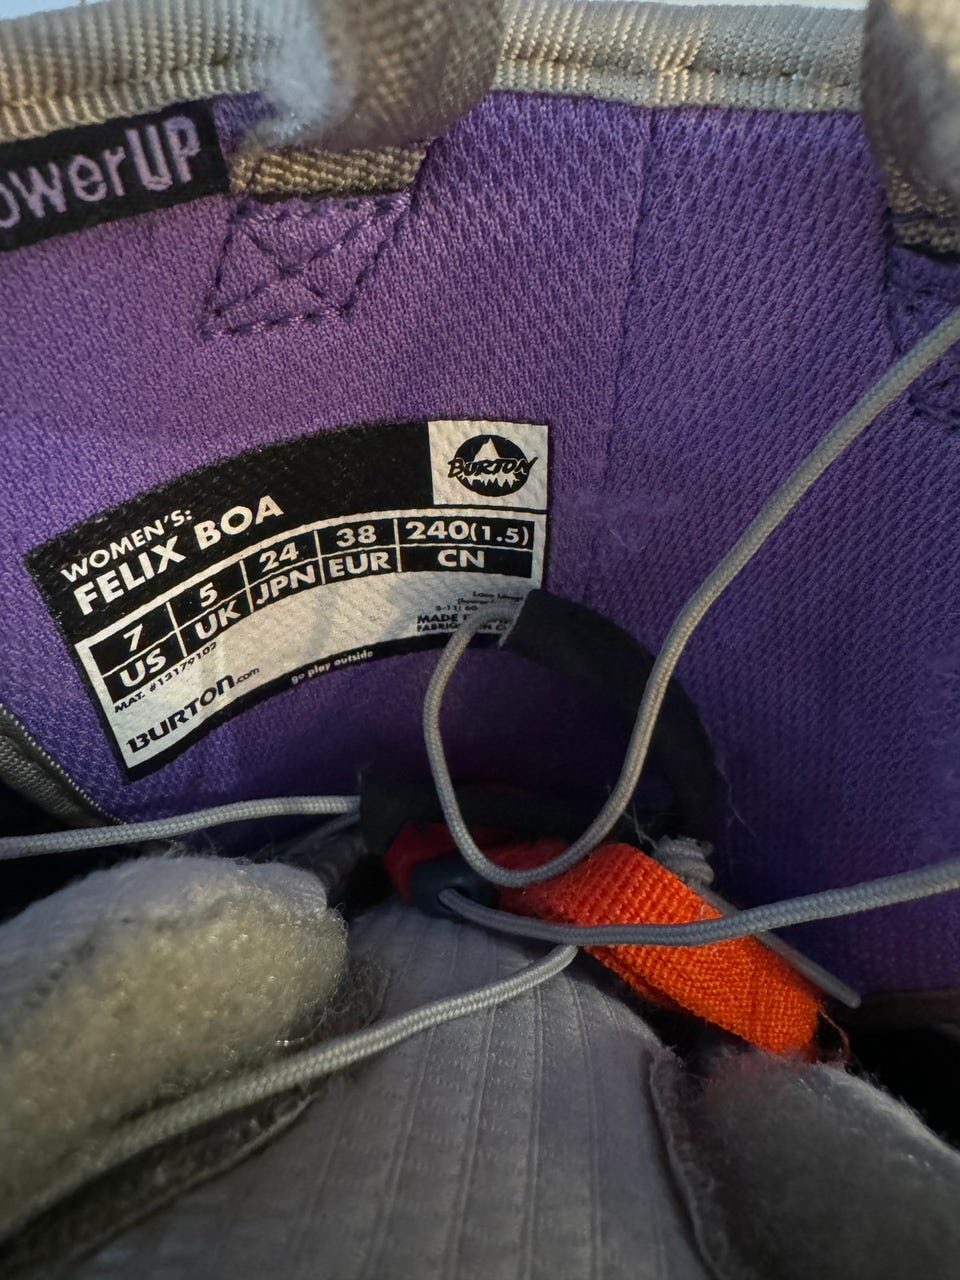 owerUP
BURTON
WOMEN'S:
FELIX BOA
7 5 24 38 240(1.5)
US UK JPN EUR CN
MAT. #13179102
MADE
BURTON.com
go play outside